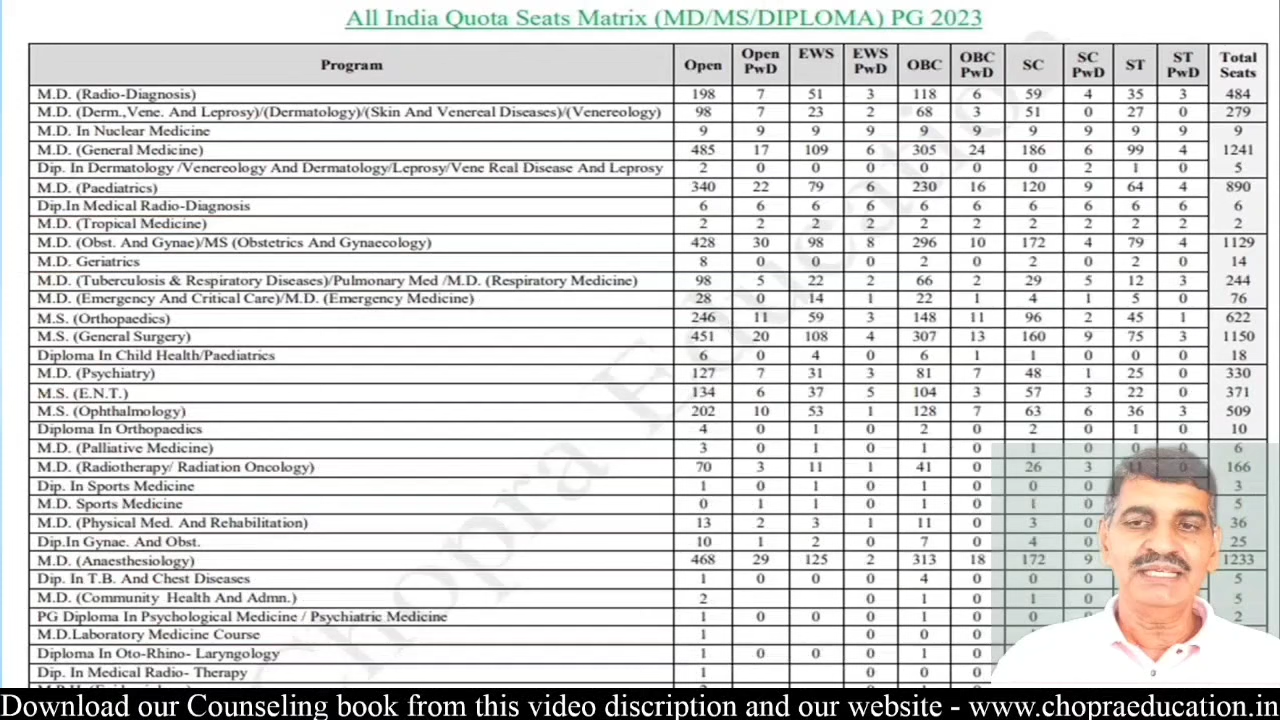 All India Quota Seats Matrix (MD/MS/DIPLOMA) PG 2023
Program Open Open PwD EWS EWS PwD OBC OBC PwD SC SC PwD ST ST PwD Total Seats
M.D. (Radio-Diagnosis) 198 7 51 3 118 6 59 4 35 3 484
M.D. (Derm.,Vene. And Leprosy)/(Dermatology)/(Skin And Venereal Diseases)/(Venereology) 98 7 23 2 68 3 51 0 27 0 279
M.D. In Nuclear Medicine 9 9 9 9 9 9 9 9 9 9 9
M.D. (General Medicine) 485 17 109 6 305 24 186 6 99 4 1241
Dip. In Dermatology /Venereology And Dermatology/Leprosy/Vene Real Disease And Leprosy 2 0 0 0 0 0 0 2 1 0 5
M.D. (Paediatrics) 340 22 79 6 230 16 120 9 64 4 890
Dip.In Medical Radio-Diagnosis 6 6 6 6 6 6 6 6 6 6 6
M.D. (Tropical Medicine) 2 2 2 2 2 2 2 2 2 2 2
M.D. (Obst. And Gynae)/MS (Obstetrics And Gynaecology) 428 30 98 8 296 10 172 4 79 4 1129
M.D. Geriatrics 8 0 0 0 2 0 2 0 2 0 14
M.D. (Tuberculosis & Respiratory Diseases)/Pulmonary Med /M.D. (Respiratory Medicine) 98 5 22 2 66 2 29 5 12 3 244
M.D. (Emergency And Critical Care)/M.D. (Emergency Medicine) 28 0 14 1 22 1 4 1 5 0 76
M.S. (Orthopaedics) 246 11 59 3 148 11 96 2 45 1 622
M.S. (General Surgery) 451 20 108 4 307 13 160 9 75 3 1150
Diploma In Child Health/Paediatrics 6 0 4 0 6 1 1 0 0 0 18
M.D. (Psychiatry) 127 7 31 3 81 7 48 1 25 0 330
M.S. (E.N.T.) 134 6 37 5 104 3 57 3 22 0 371
M.S. (Ophthalmology) 202 10 53 1 128 7 63 6 36 3 509
Diploma In Orthopaedics 4 0 1 0 2 0 2 0 1 0 10
M.D. (Palliative Medicine) 3 0 1 0 1 0 1 0 0 0 6
M.D. (Radiotherapy/ Radiation Oncology) 70 3 11 1 41 0 26 3 11 0 166
Dip. In Sports Medicine 1 0 1 0 1 0 0 0 3
M.D. Sports Medicine 0 1 1 0 1 0 1 0 5
M.D. (Physical Med. And Rehabilitation) 13 2 3 1 11 0 3 0 36
Dip.In Gynae. And Obst. 10 1 2 0 7 0 4 0 25
M.D. (Anaesthesiology) 468 29 125 2 313 18 172 9 1233
Dip. In T.B. And Chest Diseases 1 0 0 0 4 0 0 0 5
M.D. (Community Health And Admn.) 2 0 1 0 1 5
PG Diploma In Psychological Medicine / Psychiatric Medicine 1 0 0 0 1 0 0 2
M.D.Laboratory Medicine Course 1 0 0 0
Diploma In Oto-Rhino- Laryngology 1 0 0 0 1 0
Dip. In Medical Radio- Therapy 1 0 0 0
Chopra Education
Download our Counseling book from this video discription and our website - www.chopraeducation.in